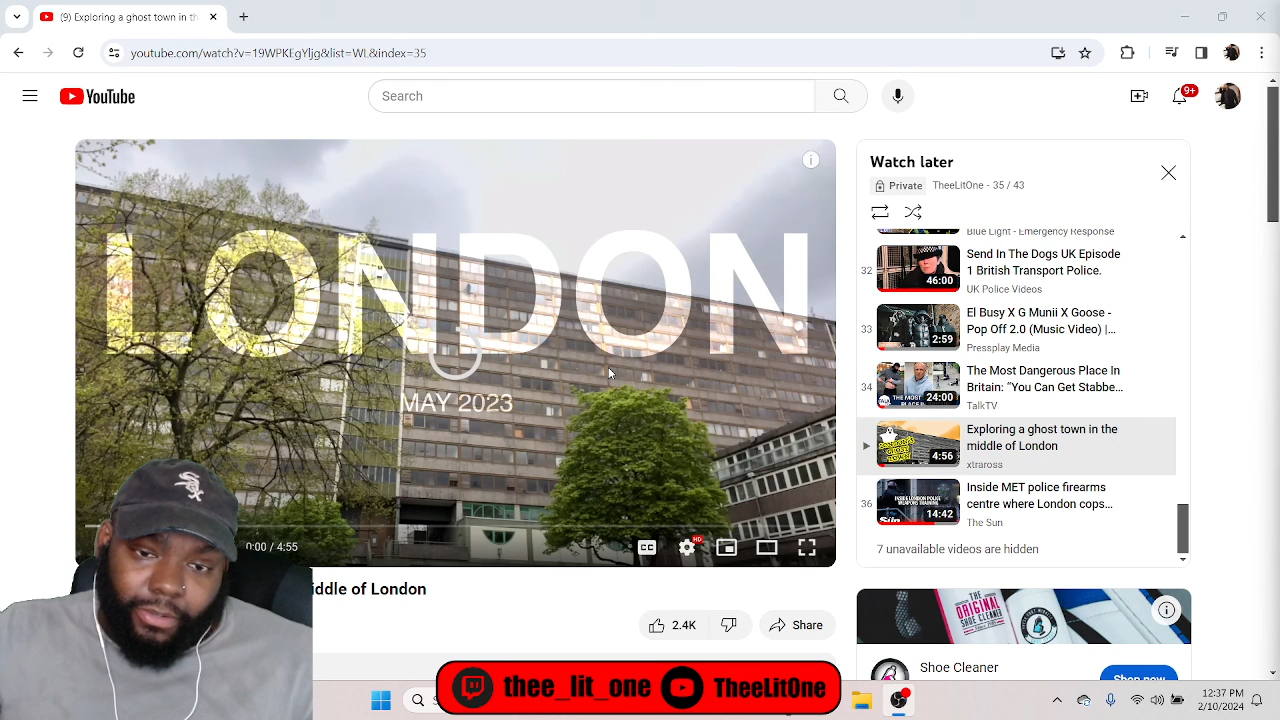 (9) Exploring a ghost town in th
youtube.com/watch?v=19WPKEgYljg&list=WL&index=35
YouTube
Search
9+
LONDON
MAY 2023
0:00 / 4:55
CC
HD
iddle of London
2.4K
Share
Watch later
Private
TheeLitOne - 35 / 43
Blue Light - Emergency Response
32
46:00
Send In The Dogs UK Episode
1 British Transport Police.
UK Police Videos
33
2:59
El Busy X G Munii X Goose -
Pop Off 2.0 (Music Video) |...
Pressplay Media
34
24:00
The Most Dangerous Place In
Britain: “You Can Get Stabbe...
TalkTV
4:56
Exploring a ghost town in the
middle of London
xtraross
36
14:42
Inside MET police firearms
centre where London cops...
The Sun
7 unavailable videos are hidden
THE
ORIGINAL
SHOE CLEANER
Shoe Cleaner
Shop now
thee_lit_one
TheeLitOne
12:37 PM
2/10/2024